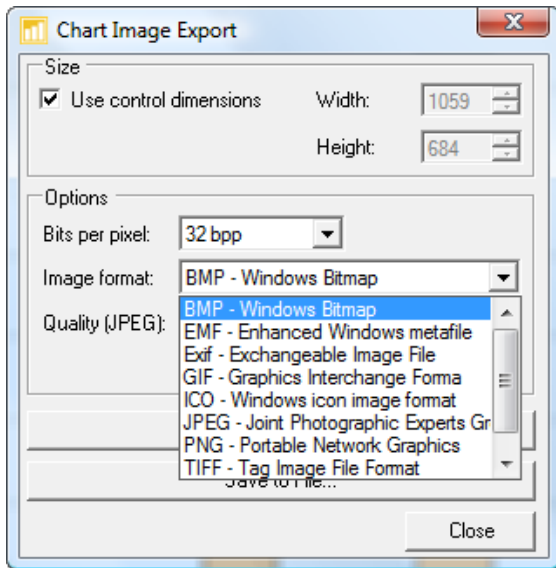 Chart Image Export
Size
Use control dimensions Width: 1059
Height: 684
Options
Bits per pixel: 32 bpp
Image format: BMP - Windows Bitmap
BMP - Windows Bitmap
Quality (JPEG): EMF - Enhanced Windows metafile
Exif - Exchangeable Image File
GIF - Graphics Interchange Forma
ICO - Windows icon image format
JPEG - Joint Photographic Experts Gr
PNG - Portable Network Graphics
TIFF - Tag Image File Format
Save to File...
Close